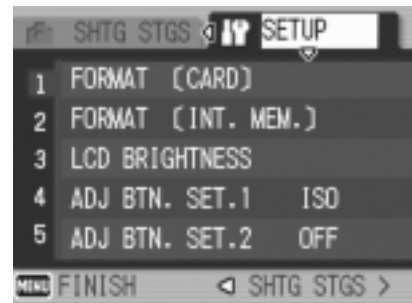 SHTG STGS SETUP
1 FORMAT [CARD]
2 FORMAT [INT. MEM.]
3 LCD BRIGHTNESS
4 ADJ BTN. SET.1 ISO
5 ADJ BTN. SET.2 OFF
MENU FINISH ◁ SHTG STGS >